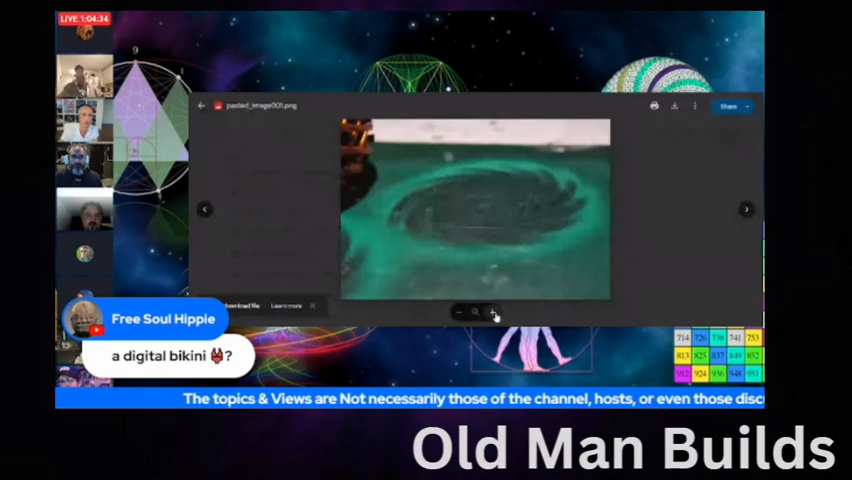 LIVE 1:04:34
9
1
pasted_image001.png
Share
download file
Learn more
Free Soul Hippie
a digital bikini 👙?
714 726 738 741 753
813 825 837 849 852
912 924 936 948 951
The topics & Views are Not necessarily those of the channel, hosts, or even those disc
Old Man Builds